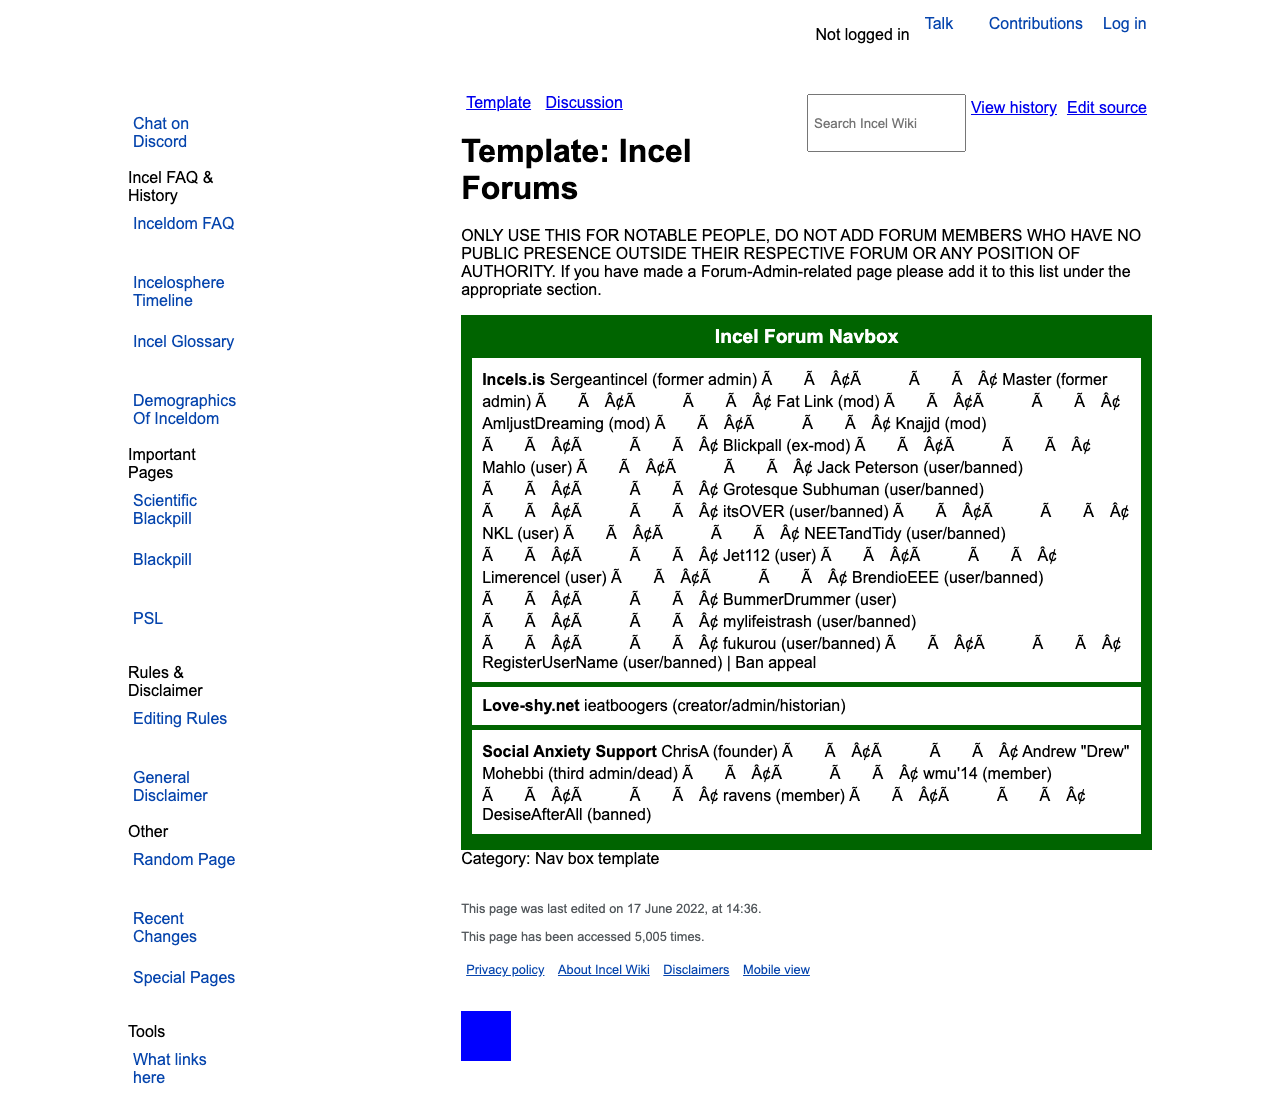 Not logged in Talk Contributions Log in
Template Discussion
Search Incel Wiki
View history Edit source
Chat on
Discord
Incel FAQ &
History
Inceldom FAQ
Incelosphere
Timeline
Incel Glossary
Demographics
Of Inceldom
Important
Pages
Scientific
Blackpill
Blackpill
PSL
Rules &
Disclaimer
Editing Rules
General
Disclaimer
Other
Random Page
Recent
Changes
Special Pages
Tools
What links
here
Template: Incel
Forums
ONLY USE THIS FOR NOTABLE PEOPLE, DO NOT ADD FORUM MEMBERS WHO HAVE NO
PUBLIC PRESENCE OUTSIDE THEIR RESPECTIVE FORUM OR ANY POSITION OF
AUTHORITY. If you have made a Forum-Admin-related page please add it to this list under the
appropriate section.
Incel Forum Navbox
Incels.is Sergeantincel (former admin) Ã Ã Â¢Ã Ã Ã Â¢ Master (former
admin) Ã Ã Â¢Ã Ã Ã Â¢ Fat Link (mod) Ã Ã Â¢Ã Ã Ã Â¢
AmljustDreaming (mod) Ã Ã Â¢Ã Ã Ã Â¢ Knajjd (mod)
Ã Ã Â¢Ã Ã Ã Â¢ Blickpall (ex-mod) Ã Ã Â¢Ã Ã Ã Â¢
Mahlo (user) Ã Ã Â¢Ã Ã Ã Â¢ Jack Peterson (user/banned)
Ã Ã Â¢Ã Ã Ã Â¢ Grotesque Subhuman (user/banned)
Ã Ã Â¢Ã Ã Ã Â¢ itsOVER (user/banned) Ã Ã Â¢Ã Ã Ã Â¢
NKL (user) Ã Ã Â¢Ã Ã Ã Â¢ NEETandTidy (user/banned)
Ã Ã Â¢Ã Ã Ã Â¢ Jet112 (user) Ã Ã Â¢Ã Ã Ã Â¢
Limerencel (user) Ã Ã Â¢Ã Ã Ã Â¢ BrendioEEE (user/banned)
Ã Ã Â¢Ã Ã Ã Â¢ BummerDrummer (user)
Ã Ã Â¢Ã Ã Ã Â¢ mylifeistrash (user/banned)
Ã Ã Â¢Ã Ã Ã Â¢ fukurou (user/banned) Ã Ã Â¢Ã Ã Ã Â¢
RegisterUserName (user/banned) | Ban appeal
Love-shy.net ieatboogers (creator/admin/historian)
Social Anxiety Support ChrisA (founder) Ã Ã Â¢Ã Ã Ã Â¢ Andrew "Drew"
Mohebbi (third admin/dead) Ã Ã Â¢Ã Ã Ã Â¢ wmu'14 (member)
Ã Ã Â¢Ã Ã Ã Â¢ ravens (member) Ã Ã Â¢Ã Ã Ã Â¢
DesiseAfterAll (banned)
Category: Nav box template
This page was last edited on 17 June 2022, at 14:36.
This page has been accessed 5,005 times.
Privacy policy About Incel Wiki Disclaimers Mobile view